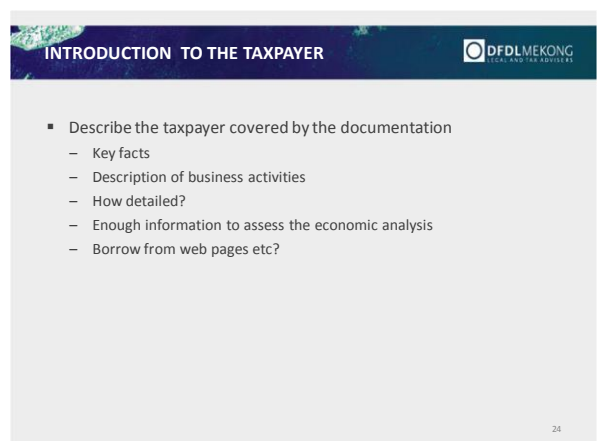 INTRODUCTION TO THE TAXPAYER
DFDLMEKONG
LEGAL AND TAX ADVISERS
▪ Describe the taxpayer covered by the documentation
– Key facts
– Description of business activities
– How detailed?
– Enough information to assess the economic analysis
– Borrow from web pages etc?
24